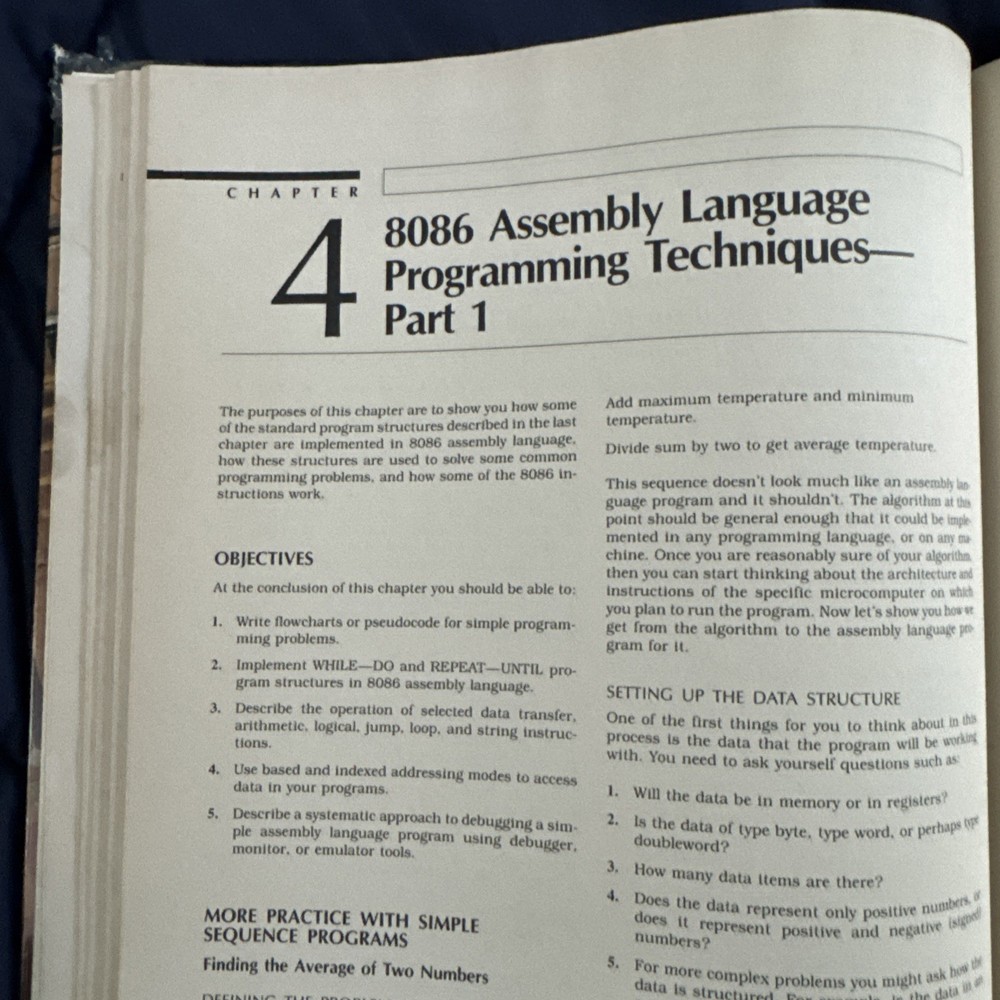 CHAPTER
4
8086 Assembly Language
Programming Techniques—
Part 1
The purposes of this chapter are to show you how some
of the standard program structures described in the last
chapter are implemented in 8086 assembly language,
how these structures are used to solve some common
programming problems, and how some of the 8086 in-
structions work.
OBJECTIVES
At the conclusion of this chapter you should be able to:
1. Write flowcharts or pseudocode for simple program-
ming problems.
2. Implement WHILE—DO and REPEAT—UNTIL pro-
gram structures in 8086 assembly language.
3. Describe the operation of selected data transfer,
arithmetic, logical, jump, loop, and string instruc-
tions.
4. Use based and indexed addressing modes to access
data in your programs.
5. Describe a systematic approach to debugging a sim-
ple assembly language program using debugger,
monitor, or emulator tools.
MORE PRACTICE WITH SIMPLE
SEQUENCE PROGRAMS
Finding the Average of Two Numbers
DEFINING THE
Add maximum temperature and minimum
temperature.
Divide sum by two to get average temperature.
This sequence doesn't look much like an assembly lan-
guage program and it shouldn't. The algorithm at this
point should be general enough that it could be imple-
mented in any programming language, or on any ma-
chine. Once you are reasonably sure of your algorithm,
then you can start thinking about the architecture and
instructions of the specific microcomputer on which
you plan to run the program. Now let's show you how we
get from the algorithm to the assembly language pro-
gram for it.
SETTING UP THE DATA STRUCTURE
One of the first things for you to think about in this
process is the data that the program will be working
with. You need to ask yourself questions such as:
1. Will the data be in memory or in registers?
2. Is the data of type byte, type word, or perhaps type
doubleword?
3. How many data items are there?
4. Does the data represent only positive numbers, or
does it represent positive and negative (signed)
numbers?
5. For more complex problems you might ask how the
data is structured. For is the data in an